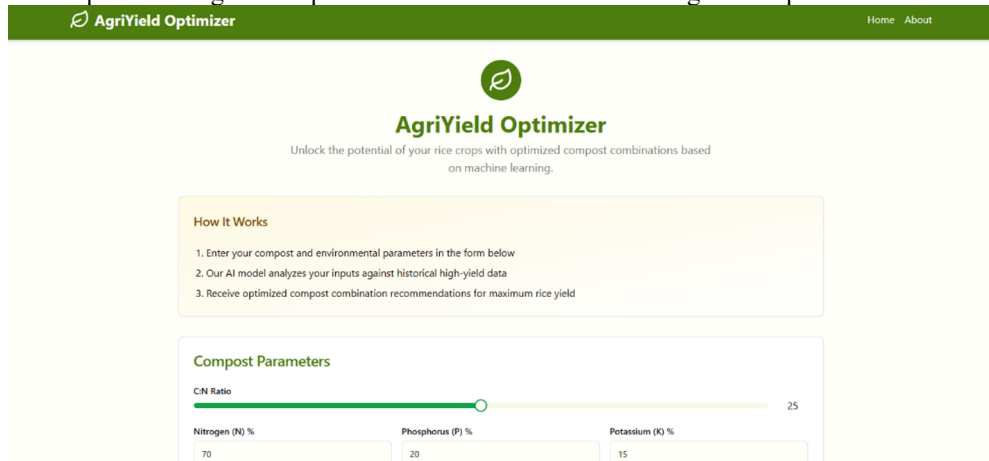 AgriYield Optimizer
Home About
AgriYield Optimizer
Unlock the potential of your rice crops with optimized compost combinations based
on machine learning.
How It Works
1. Enter your compost and environmental parameters in the form below
2. Our AI model analyzes your inputs against historical high-yield data
3. Receive optimized compost combination recommendations for maximum rice yield
Compost Parameters
C:N Ratio
25
Nitrogen (N) % Phosphorus (P) % Potassium (K) %
70 20 15